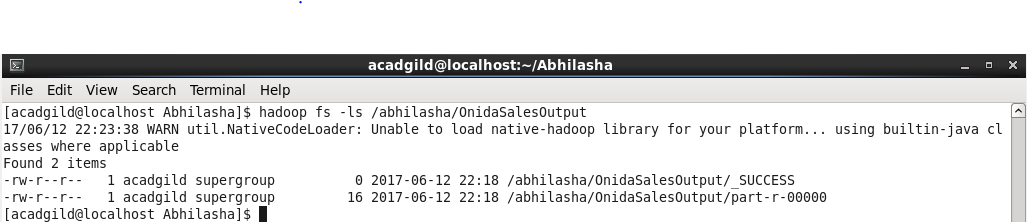 acadgild@localhost:~/Abhilasha
File Edit View Search Terminal Help
[acadgild@localhost Abhilasha]$ hadoop fs -ls /abhilasha/OnidaSalesOutput
17/06/12 22:23:38 WARN util.NativeCodeLoader: Unable to load native-hadoop library for your platform... using builtin-java cl
asses where applicable
Found 2 items
-rw-r--r--   1 acadgild supergroup          0 2017-06-12 22:18 /abhilasha/OnidaSalesOutput/_SUCCESS
-rw-r--r--   1 acadgild supergroup         16 2017-06-12 22:18 /abhilasha/OnidaSalesOutput/part-r-00000
[acadgild@localhost Abhilasha]$